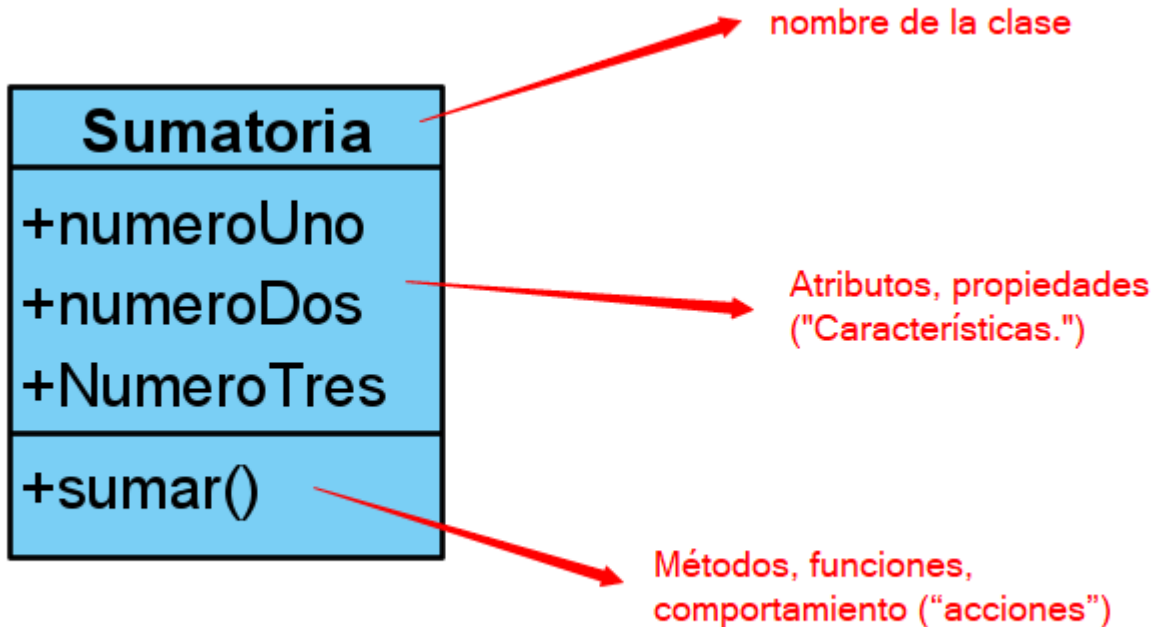 nombre de la clase
Sumatoria
+numeroUno
+numeroDos
+NumeroTres
Atributos, propiedades
("Características.")
+sumar()
Métodos, funciones,
comportamiento (“acciones”)